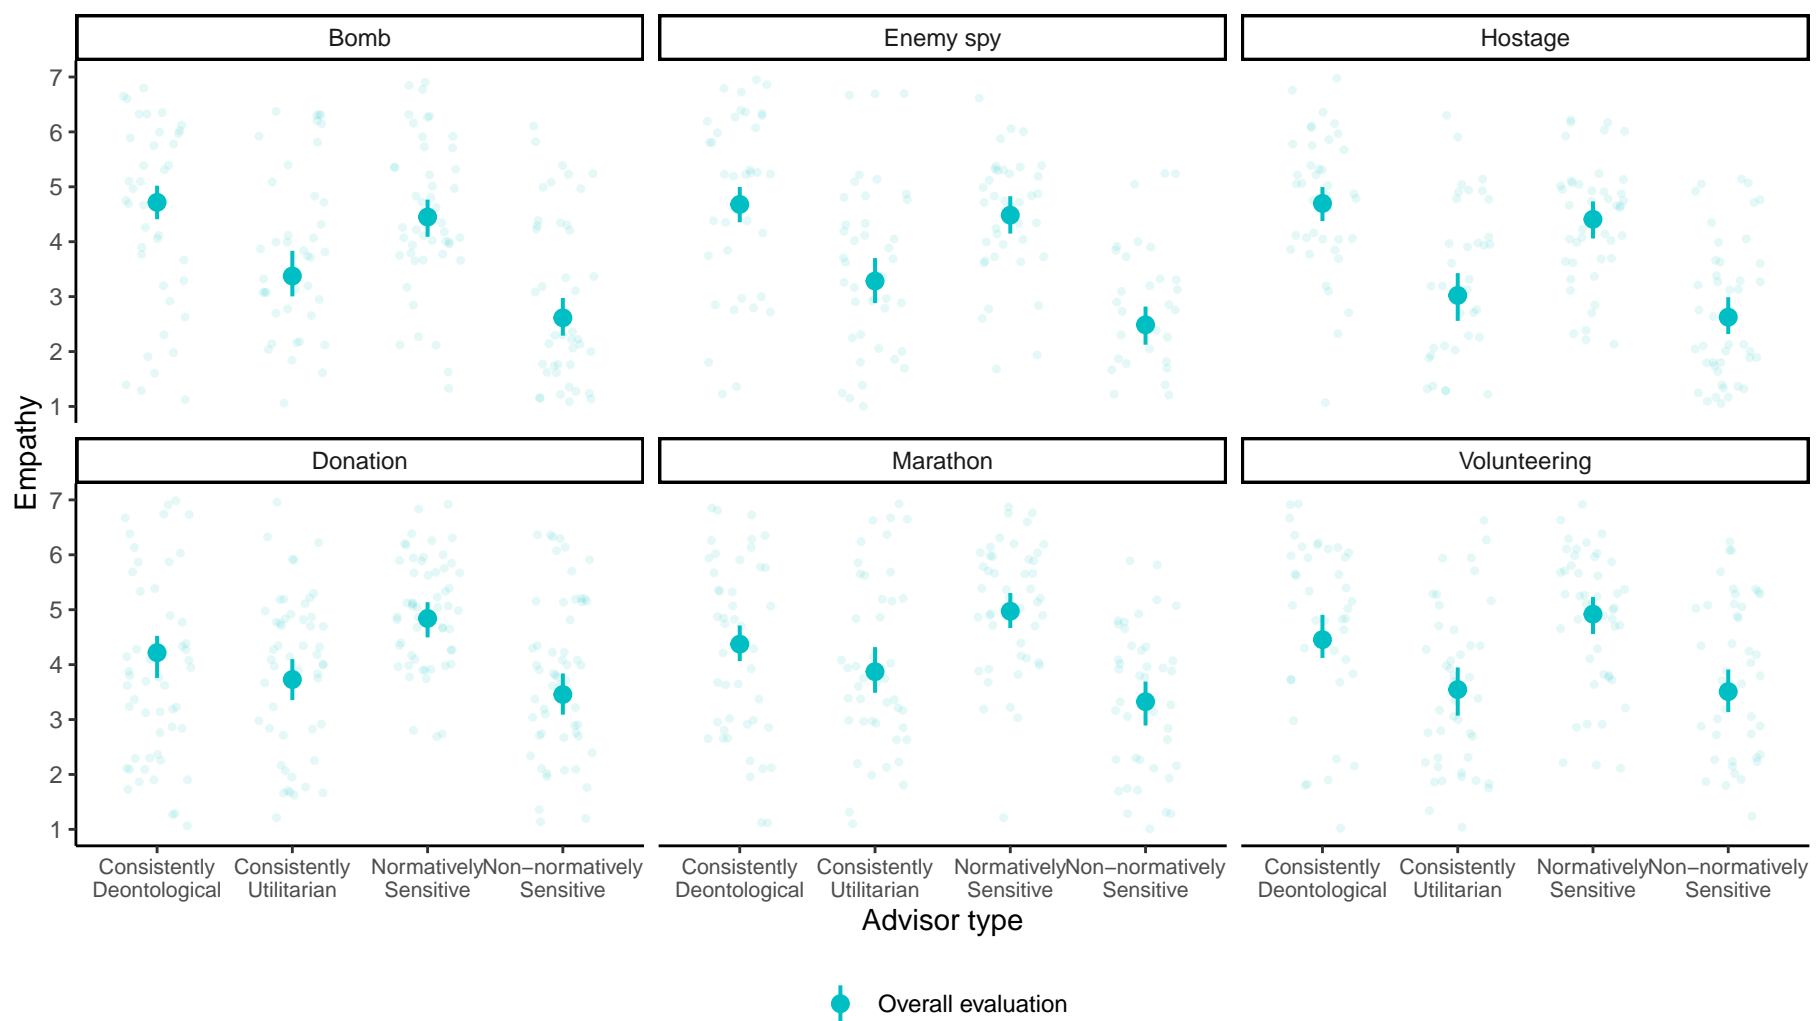 Bomb
Enemy spy
Hostage
7
6
5
4
3
2
1
Donation
Marathon
Volunteering
7
6
5
4
3
2
1
Empathy
Consistently Deontological
Consistently Utilitarian
Normatively Sensitive
Non−normatively Sensitive
Consistently Deontological
Consistently Utilitarian
Normatively Sensitive
Non−normatively Sensitive
Consistently Deontological
Consistently Utilitarian
Normatively Sensitive
Non−normatively Sensitive
Advisor type
Overall evaluation